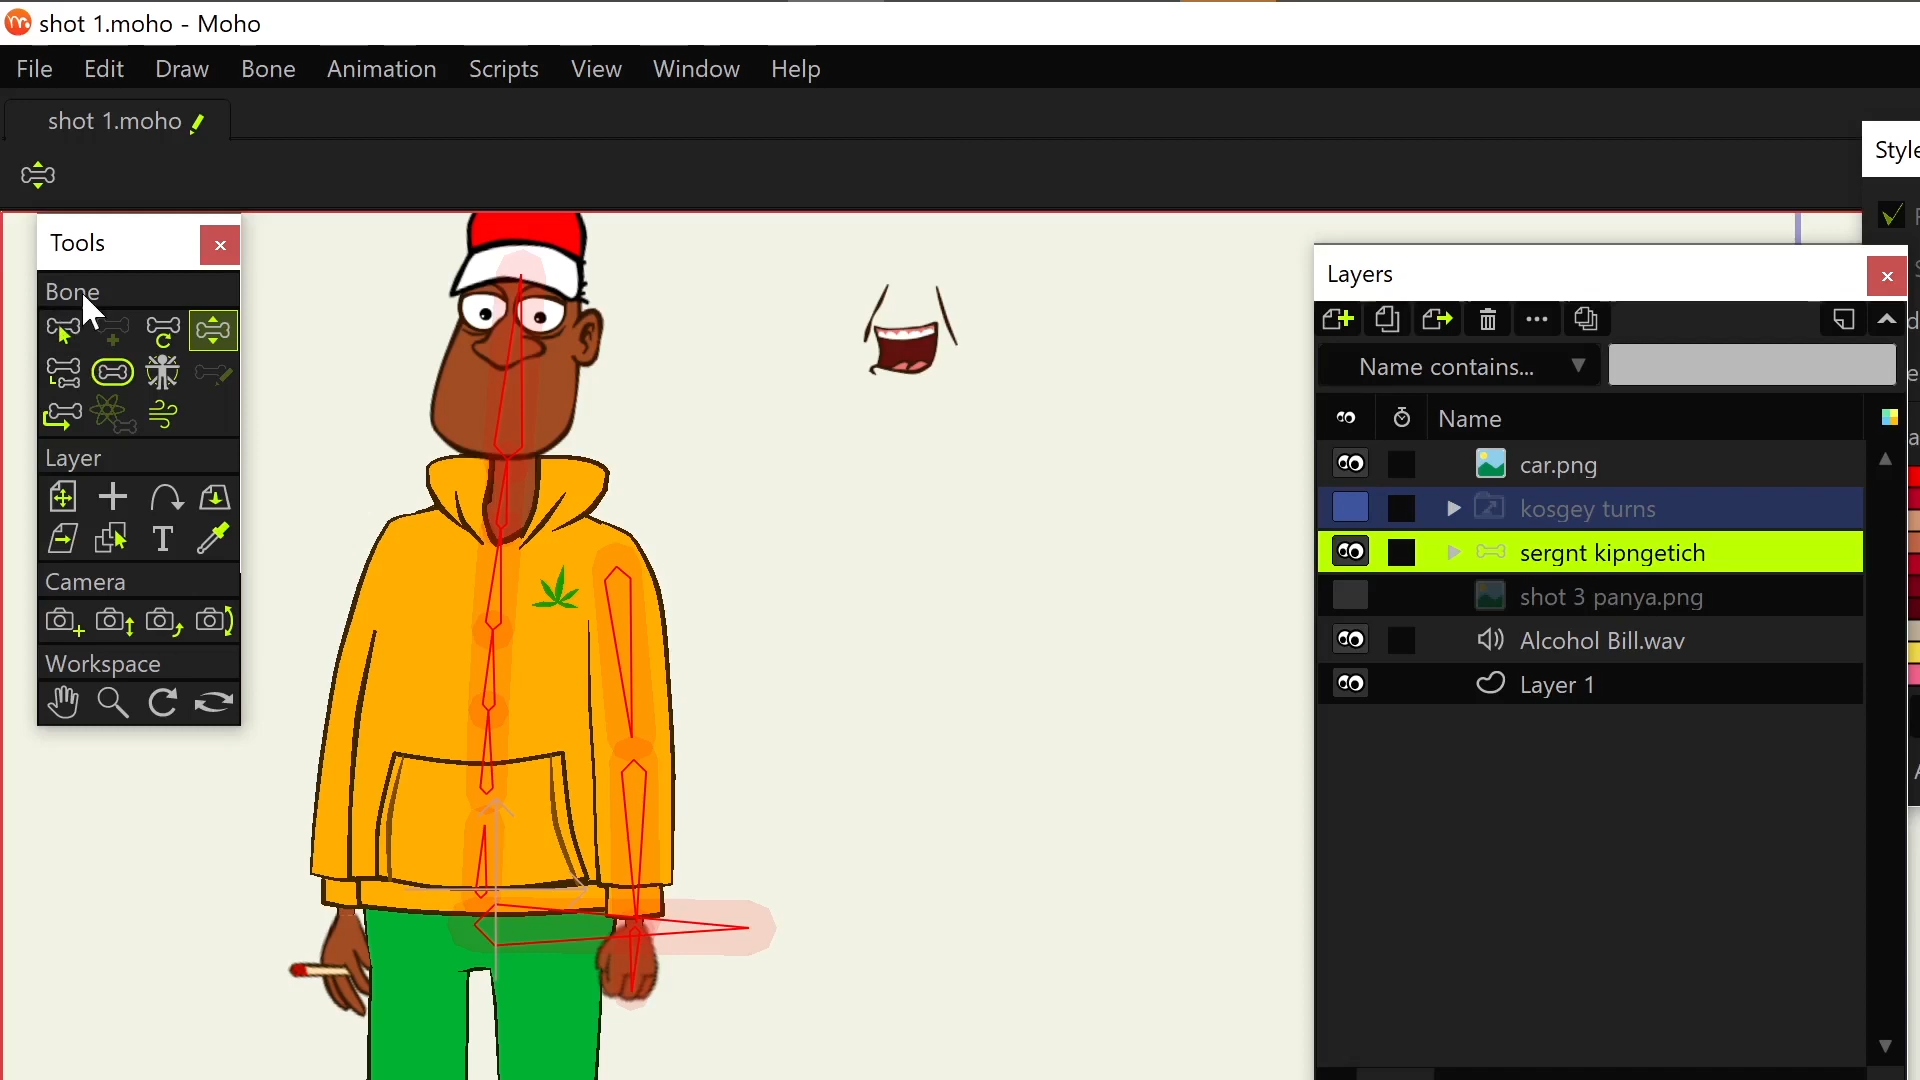 shot 1.moho - Moho
File Edit Draw Bone Animation Scripts View Window Help
shot 1.moho
Style
Tools
Bone
Layer
Camera
Workspace
Layers
Name contains...
Name
car.png
kosgey turns
sergnt kipngetich
shot 3 panya.png
Alcohol Bill.wav
Layer 1